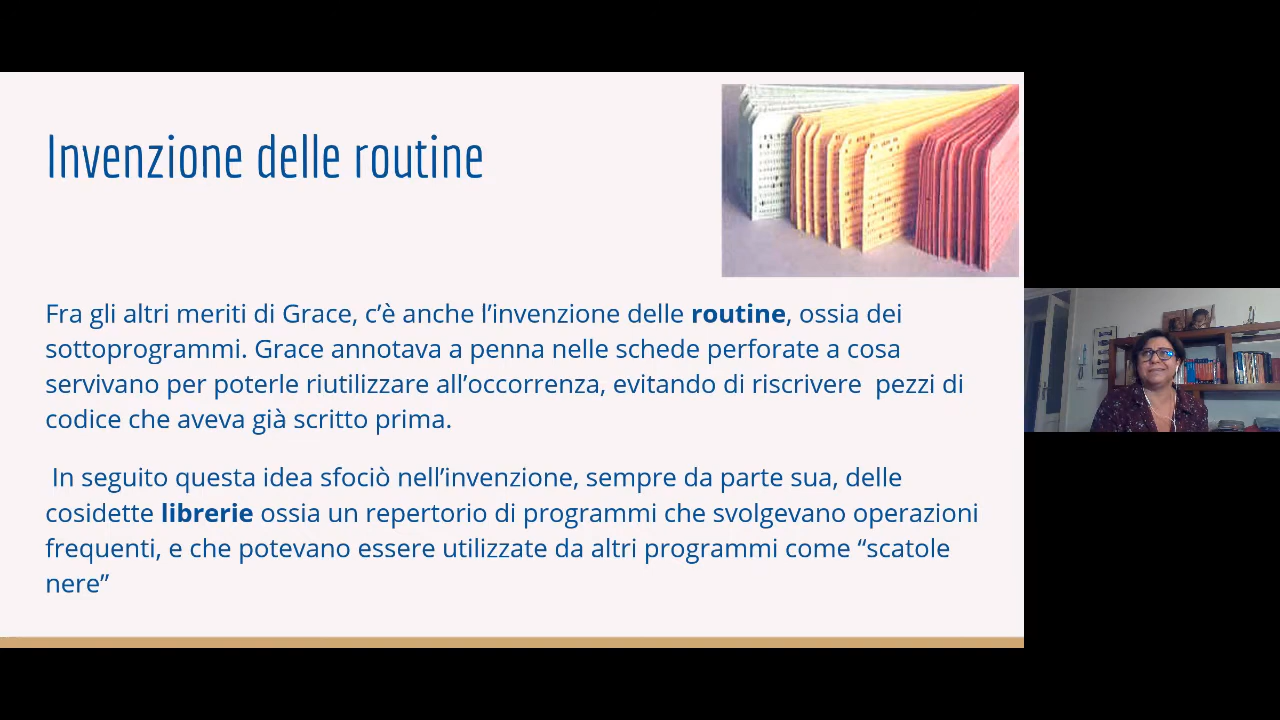 Invenzione delle routine
Fra gli altri meriti di Grace, c’è anche l’invenzione delle routine, ossia dei
sottoprogrammi. Grace annotava a penna nelle schede perforate a cosa
servivano per poterle riutilizzare all’occorrenza, evitando di riscrivere pezzi di
codice che aveva già scritto prima.
In seguito questa idea sfociò nell’invenzione, sempre da parte sua, delle
cosidette librerie ossia un repertorio di programmi che svolgevano operazioni
frequenti, e che potevano essere utilizzate da altri programmi come “scatole
nere”